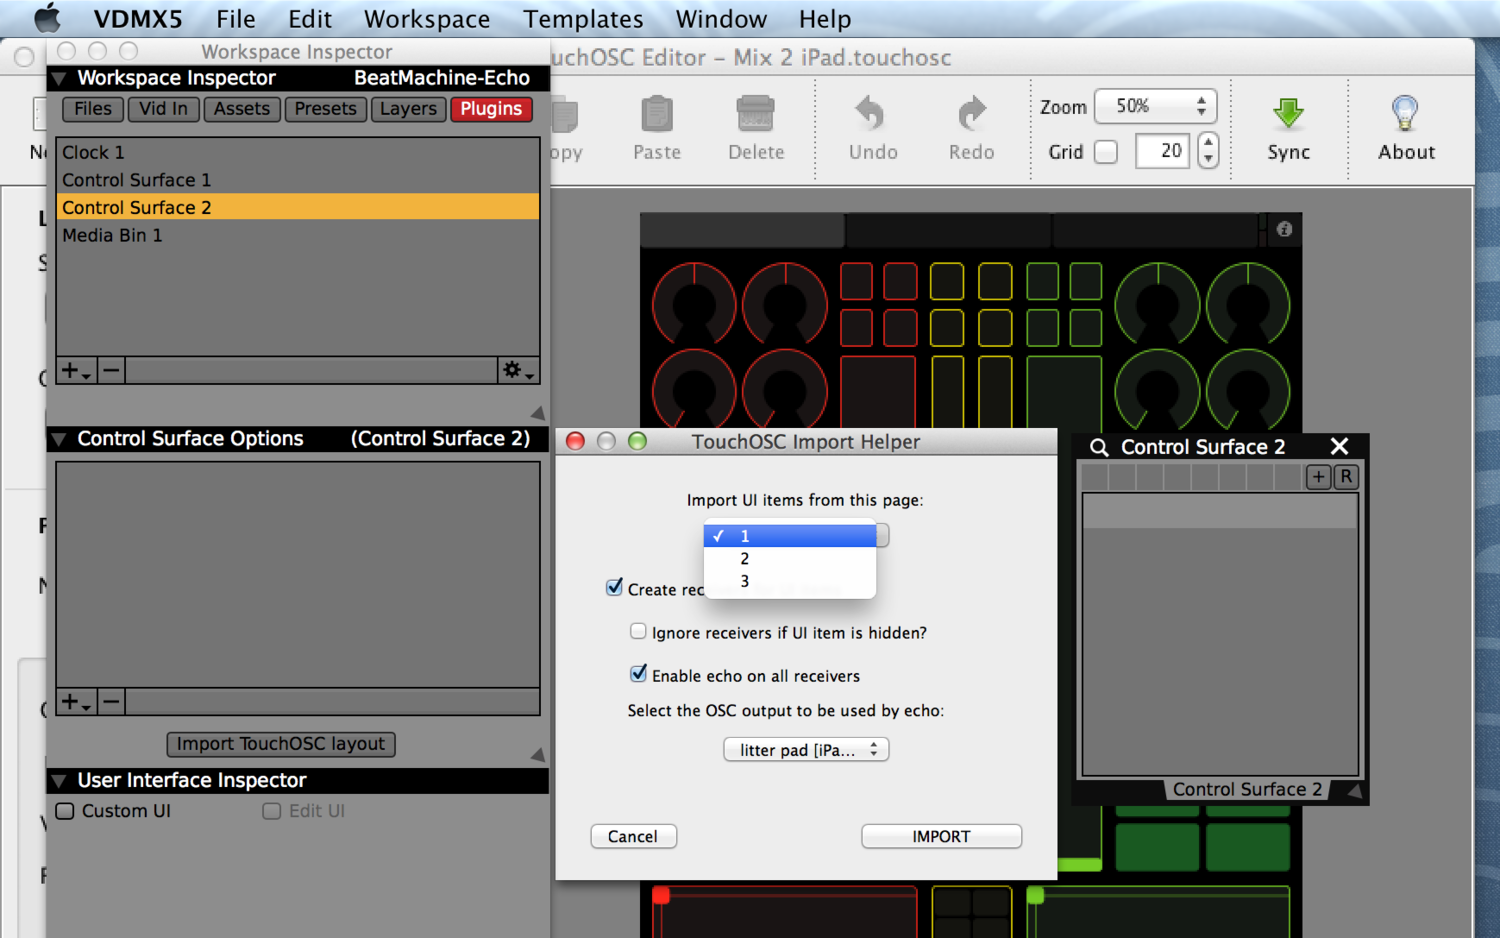 VDMX5 File Edit Workspace Templates Window Help
Workspace Inspector
uchOSC Editor – Mix 2 iPad.touchosc
Workspace Inspector BeatMachine-Echo
Files Vid In Assets Presets Layers Plugins
Clock 1
Control Surface 1
Control Surface 2
Media Bin 1
Control Surface Options (Control Surface 2)
Import TouchOSC layout
User Interface Inspector
Custom UI Edit UI
opy Paste Delete Undo Redo
Zoom 50%
Grid 20
Sync About
TouchOSC Import Helper
Import UI items from this page:
1
2
3
Create rec
Ignore receivers if UI item is hidden?
Enable echo on all receivers
Select the OSC output to be used by echo:
litter pad [iPa...
Cancel IMPORT
Control Surface 2
+ R
Control Surface 2